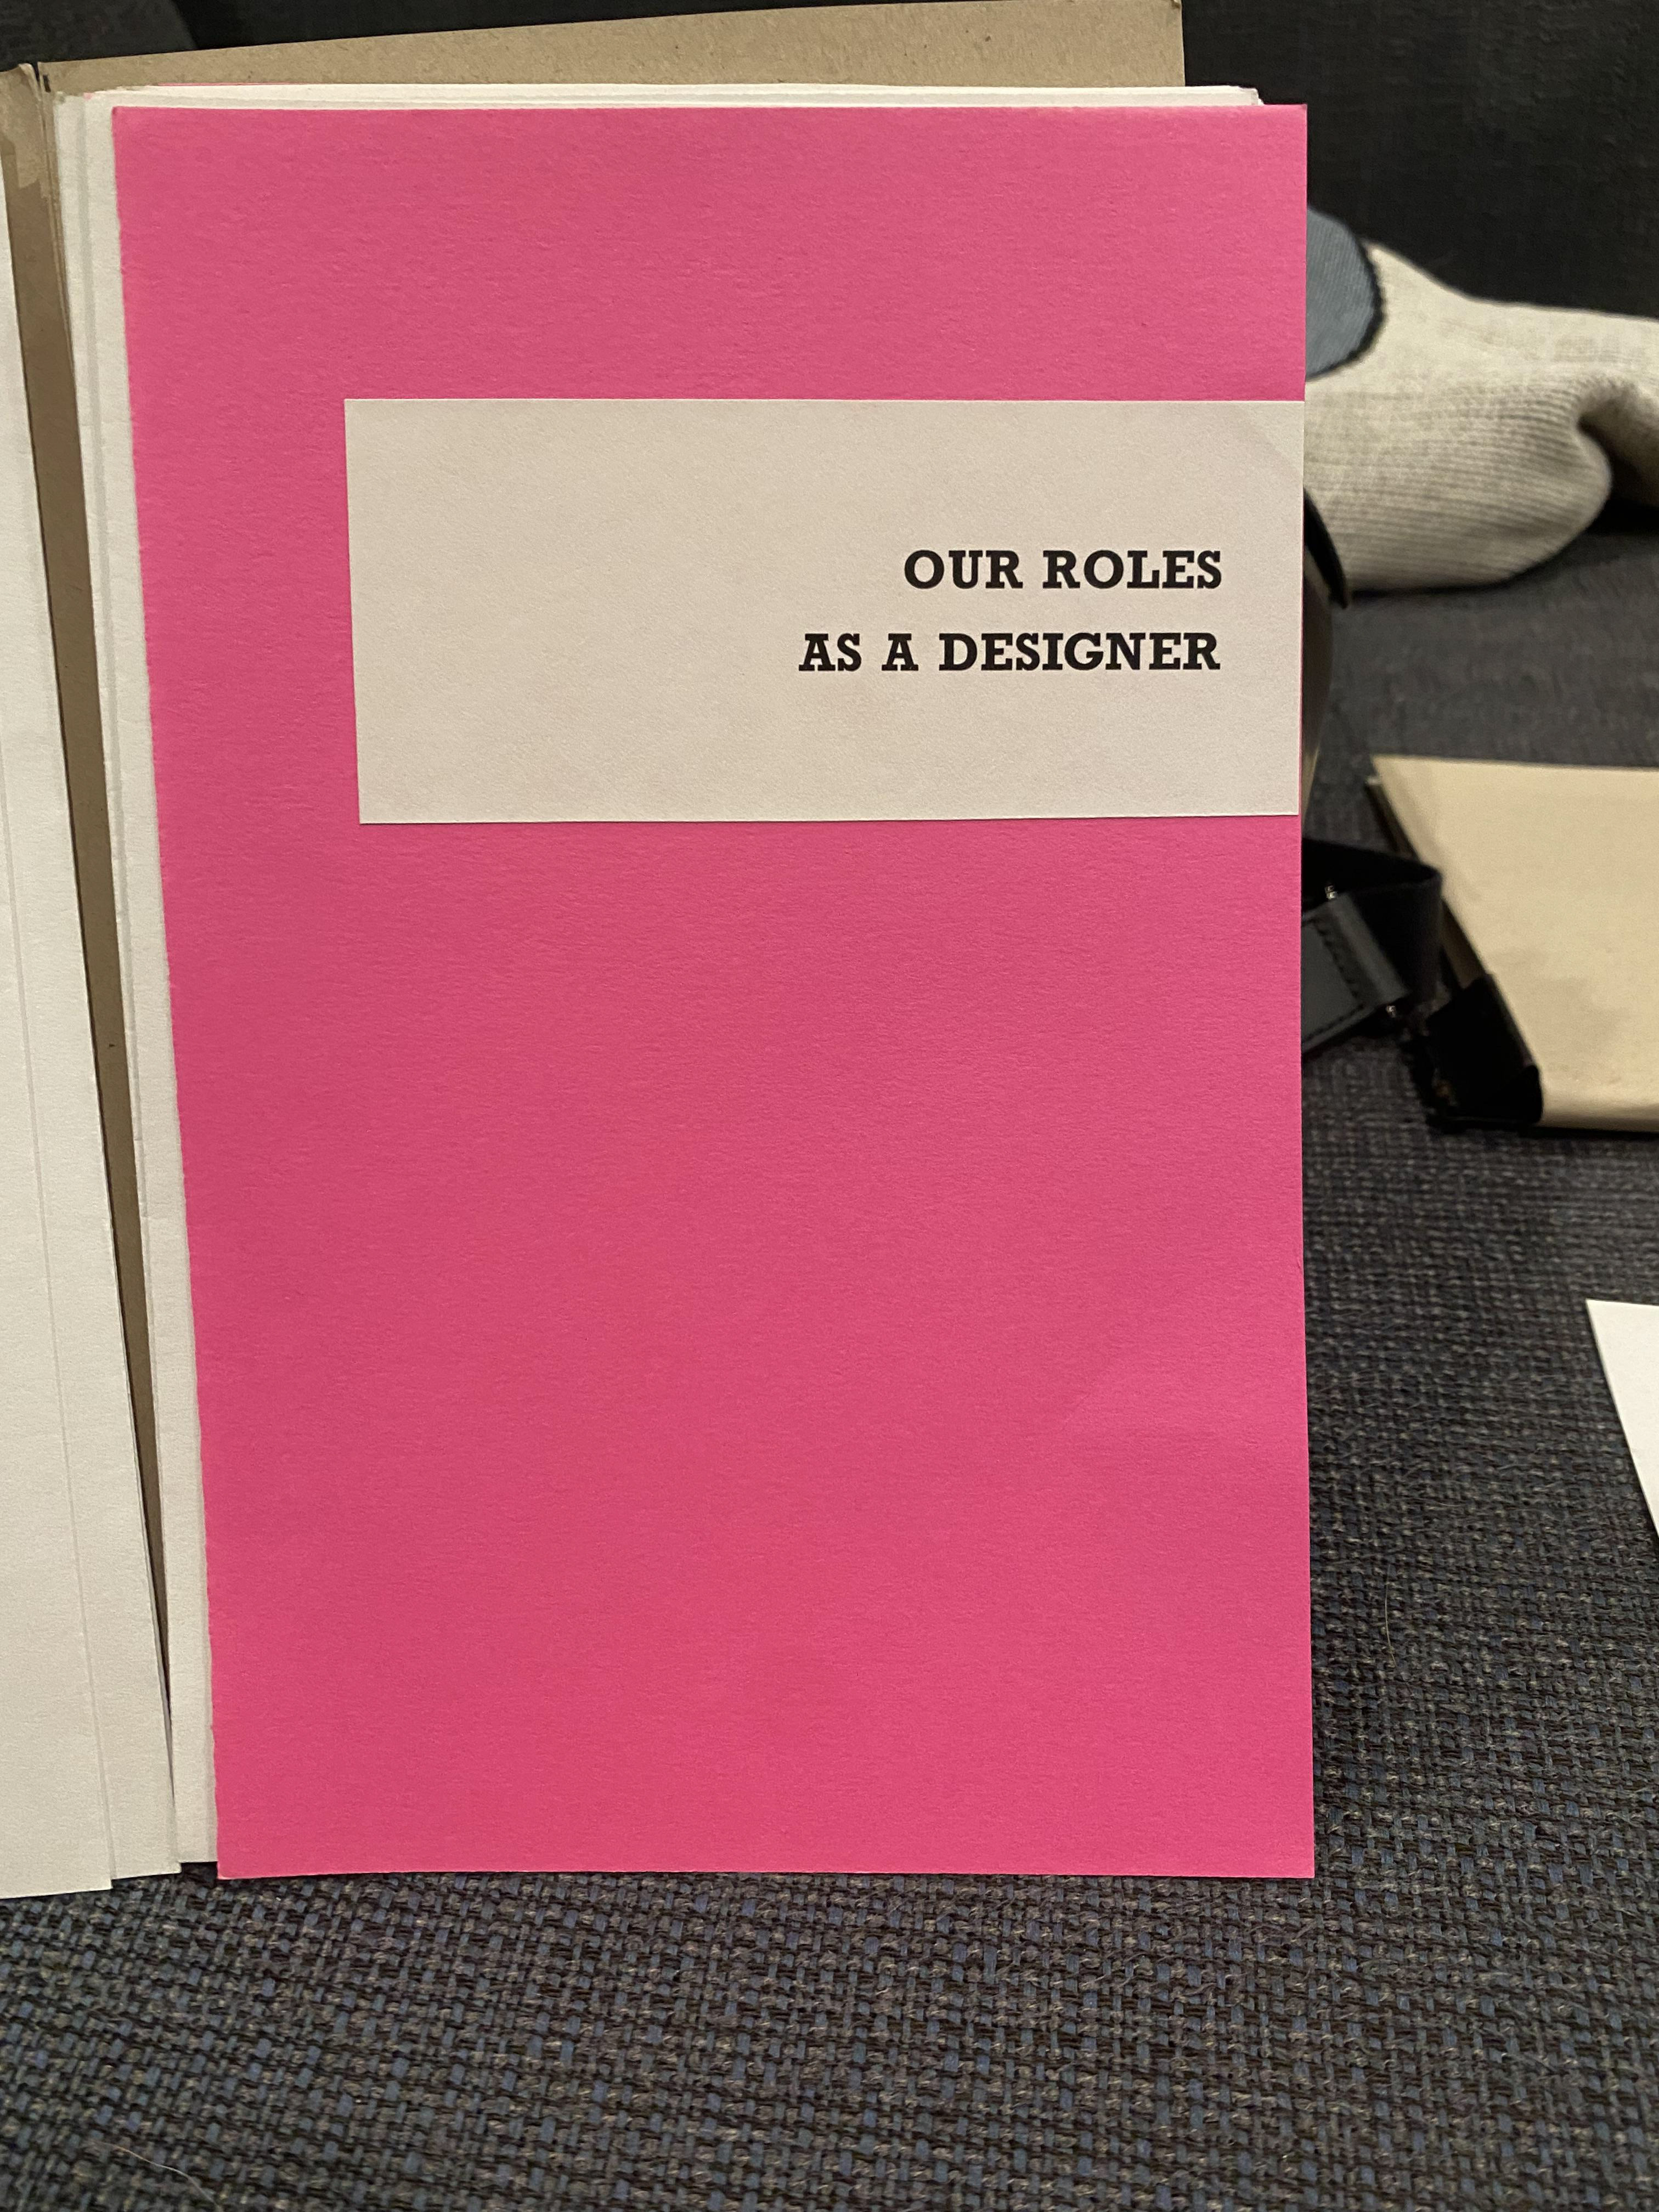 OUR ROLES
AS A DESIGNER